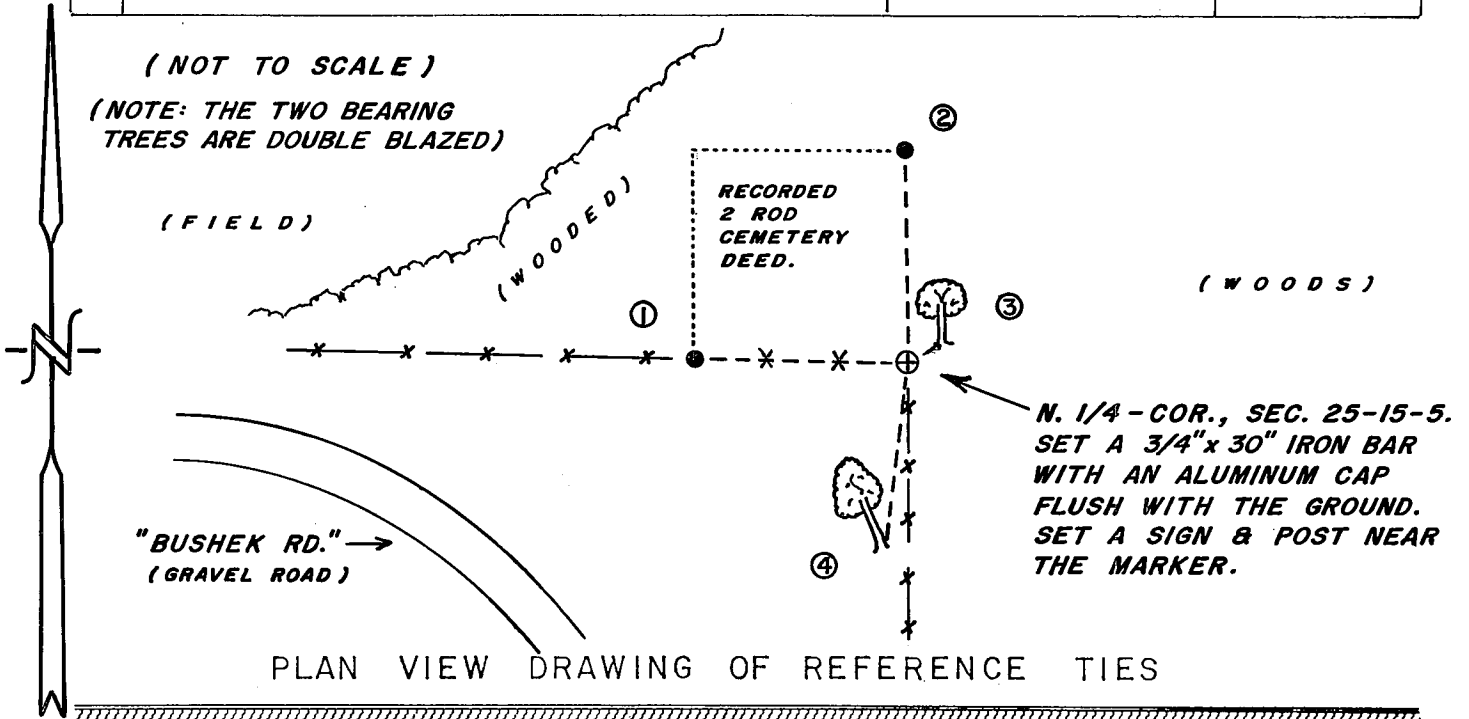 ( NOT TO SCALE )
(NOTE: THE TWO BEARING
TREES ARE DOUBLE BLAZED)
( FIELD )
( WOODED )
RECORDED
2 ROD
CEMETERY
DEED.
②
①
③
( WOODS )
④
N. 1/4 - COR., SEC. 25-15-5.
SET A 3/4" x 30" IRON BAR
WITH AN ALUMINUM CAP
FLUSH WITH THE GROUND.
SET A SIGN & POST NEAR
THE MARKER.
"BUSHEK RD."
( GRAVEL ROAD )
PLAN VIEW DRAWING OF REFERENCE TIES
N